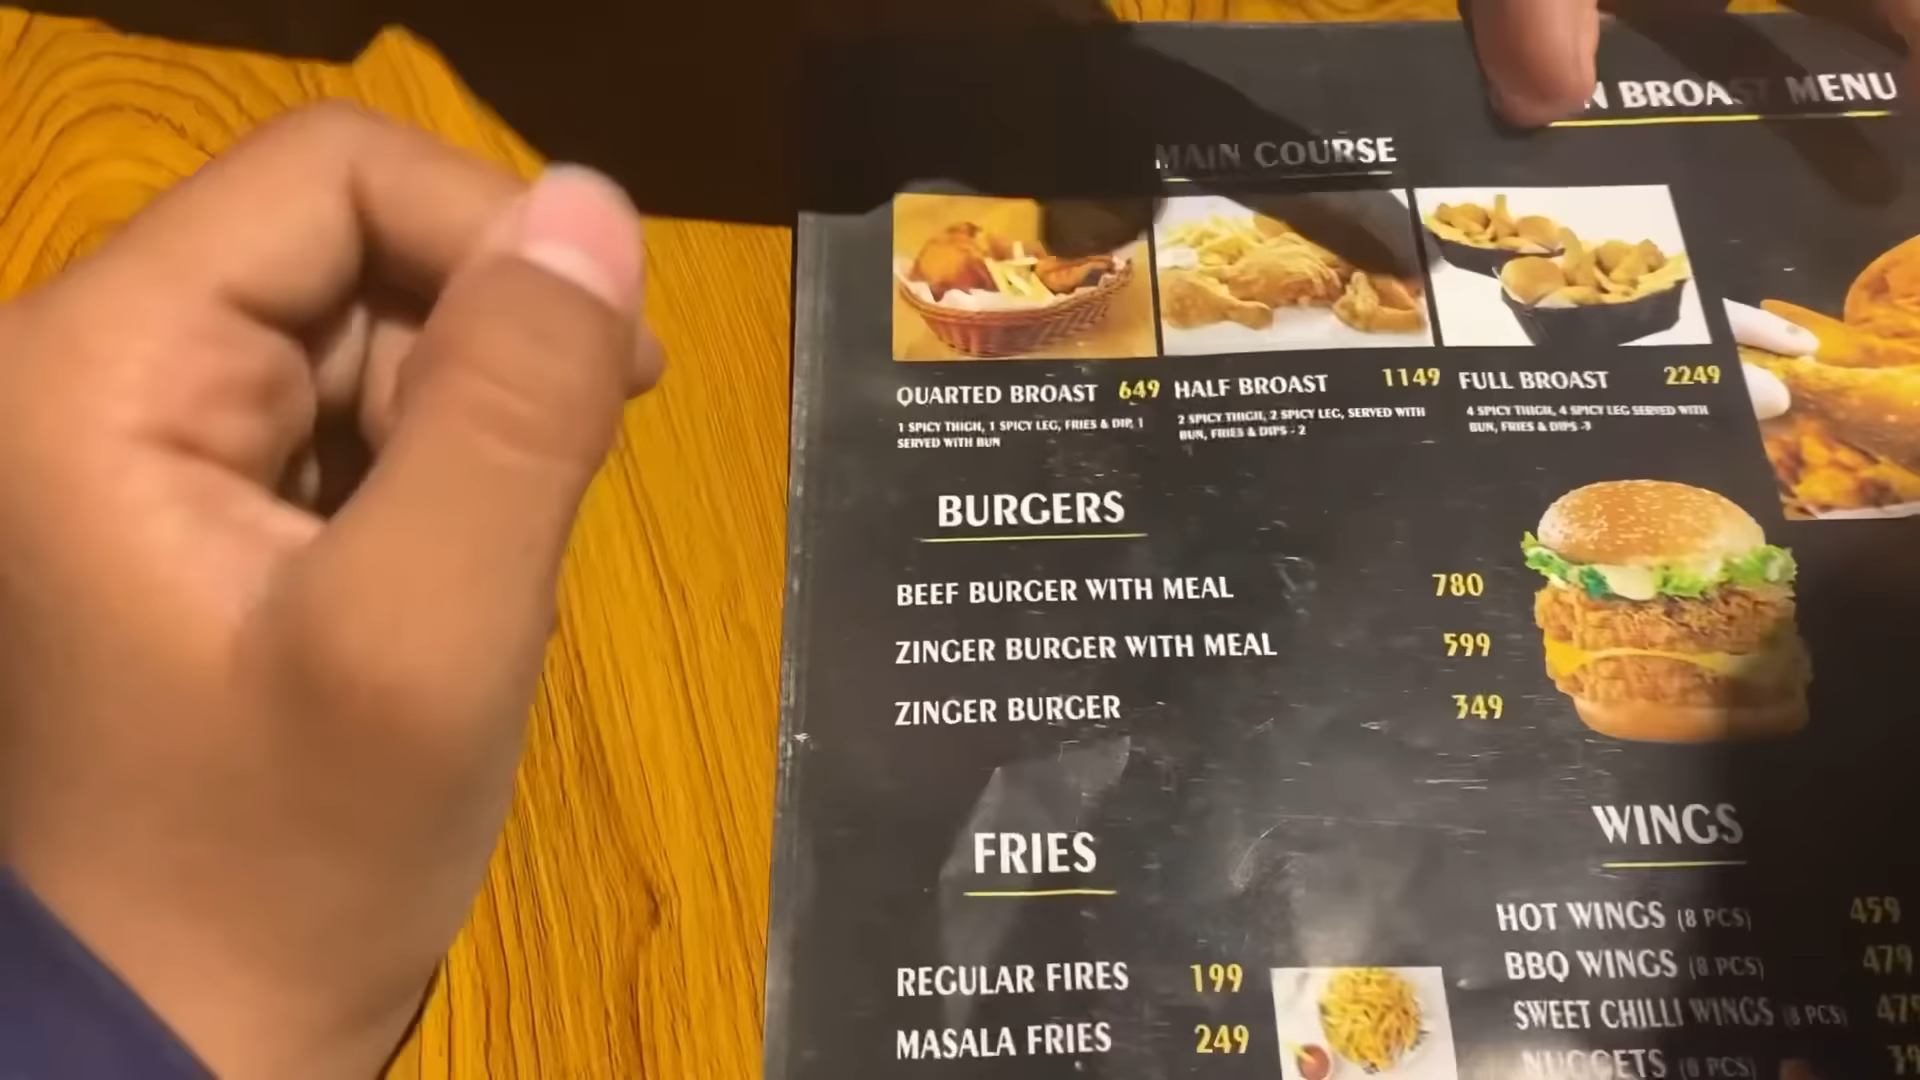 BROAST MENU
MAIN COURSE
QUARTED BROAST 649
1 SPICY THIGH, 1 SPICY LEG, FRIES & DIP, 1
SERVED WITH BUN
HALF BROAST 1149
2 SPICY THIGH, 2 SPICY LEG, SERVED WITH
BUN, FRIES & DIPS - 2
FULL BROAST 2249
4 SPICY THIGH, 4 SPICY LEG SERVED WITH
BUN, FRIES & DIPS -3
BURGERS
BEEF BURGER WITH MEAL 780
ZINGER BURGER WITH MEAL 599
ZINGER BURGER 349
FRIES
REGULAR FIRES 199
MASALA FRIES 249
WINGS
HOT WINGS (8 PCS) 459
BBQ WINGS (8 PCS) 479
SWEET CHILLI WINGS (8 PCS)
NUGGETS (8 PCS)